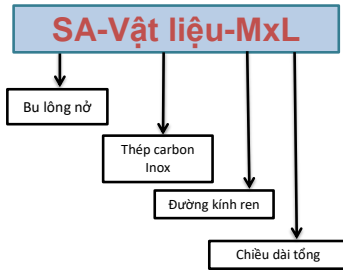 SA-Vật liệu-MxL
Bu lông nở
Thép carbon
Inox
Đường kính ren
Chiều dài tổng